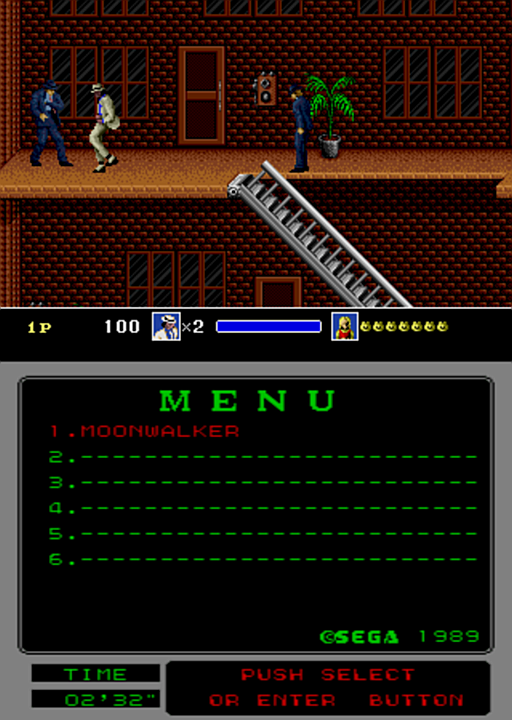 1P 100 ×2
MENU
1.MOONWALKER
2.--------------------------
3.--------------------------
4.--------------------------
5.--------------------------
6.--------------------------
©SEGA 1989
TIME
02'32"
PUSH SELECT
OR ENTER BUTTON